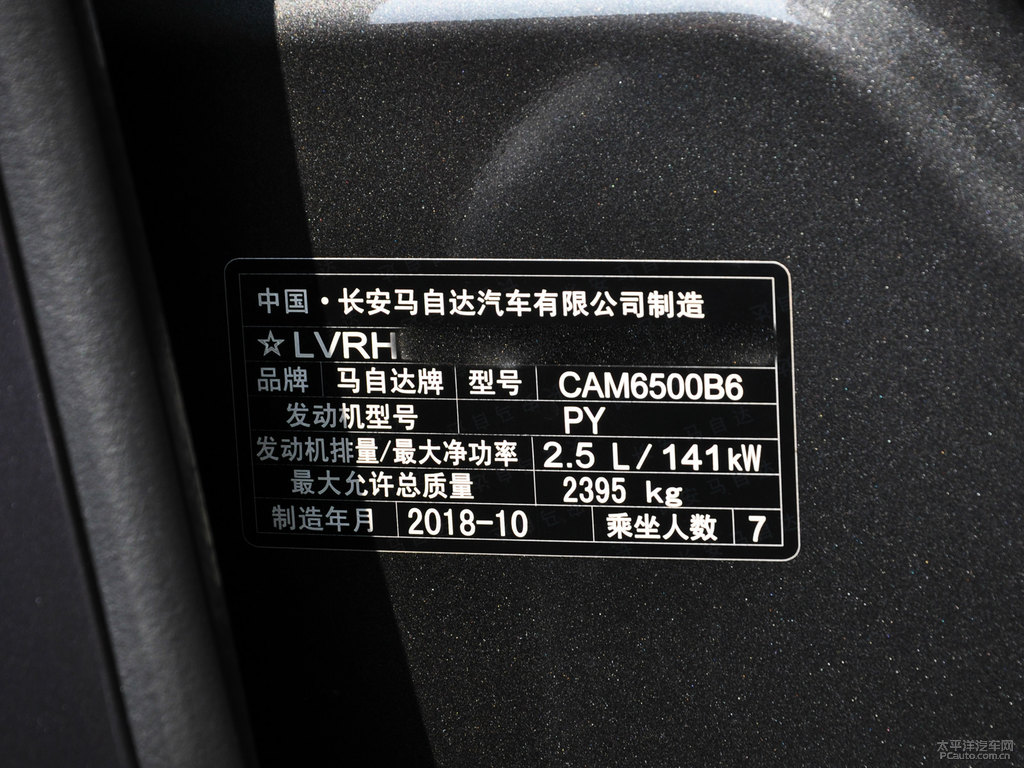 中国·长安马自达汽车有限公司制造
☆LVRH
品牌 马自达牌 型号 CAM6500B6
发动机型号 PY
发动机排量/最大净功率 2.5 L/141kW
最大允许总质量 2395 kg
制造年月 2018-10 乘坐人数 7
太平洋汽车网
PCauto.com.cn